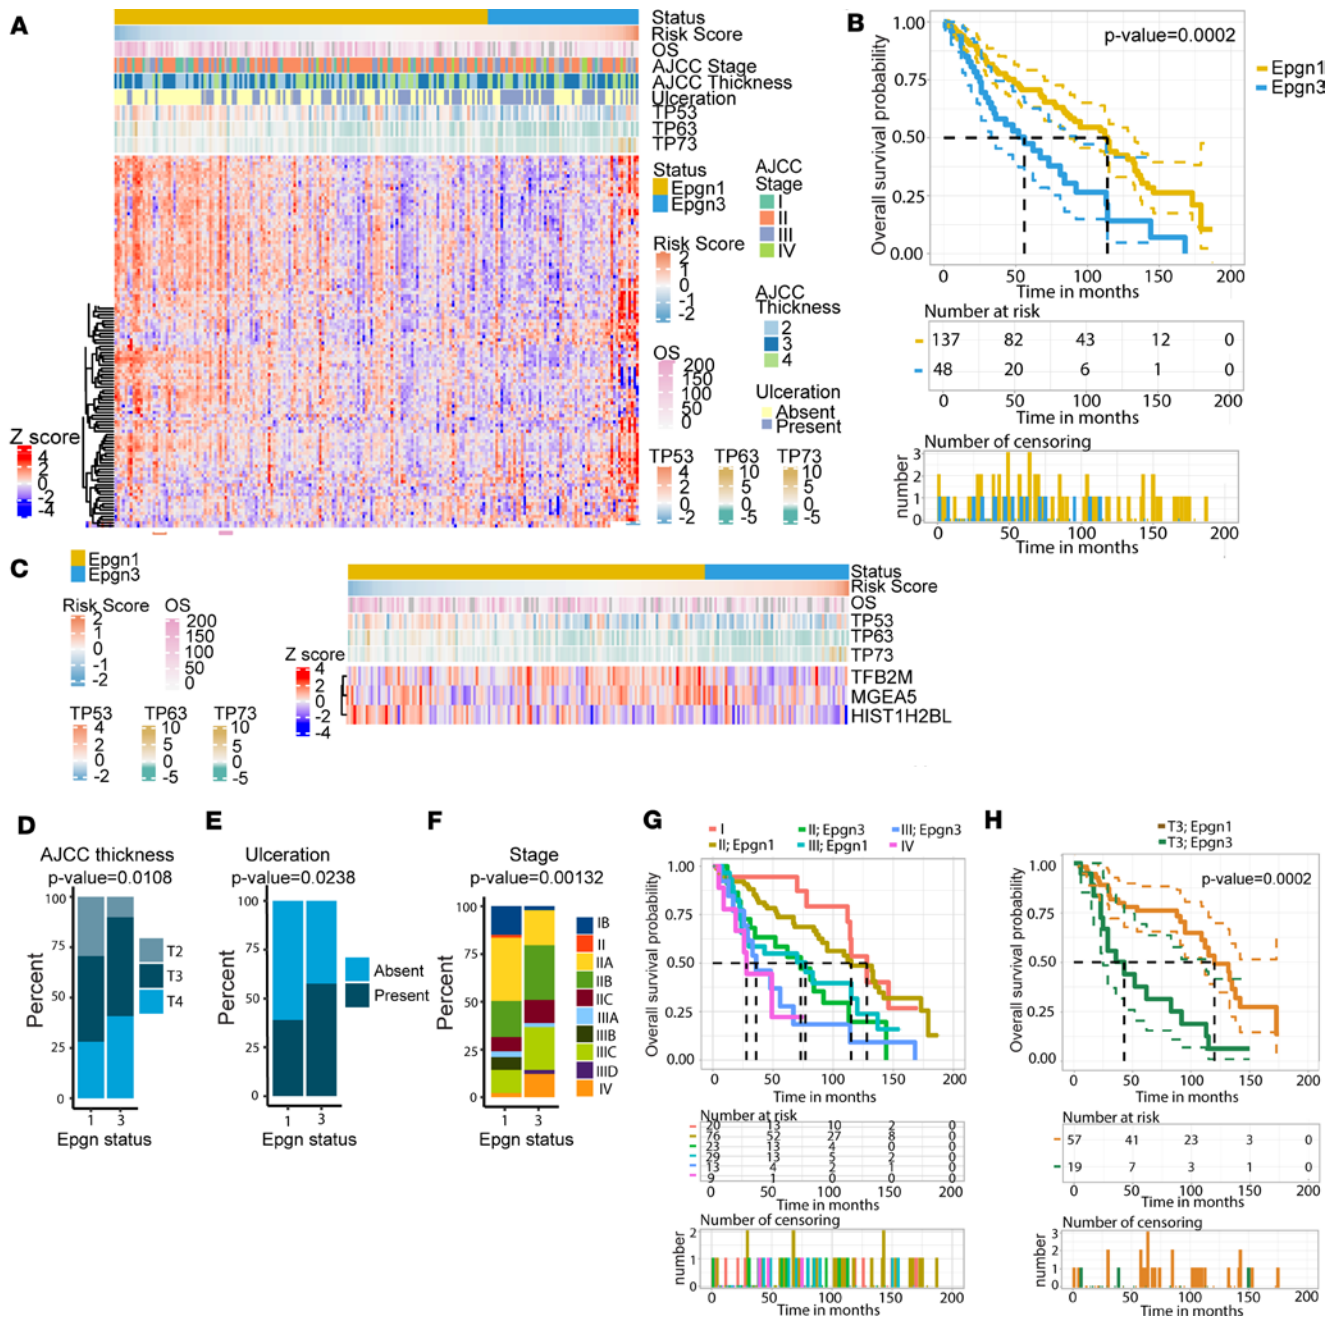 A
Status
Risk Score
OS
AJCC Stage
AJCC Thickness
Ulceration
TP53
TP63
TP73
Status
Epgn1
Epgn3
AJCC
Stage
I
II
III
IV
Risk Score
2
1
0
-1
-2
AJCC
Thickness
2
3
4
OS
200
150
100
50
0
Ulceration
Absent
Present
Z score
4
2
0
-2
-4
TP53
4
2
0
-2
TP63
10
5
0
-5
TP73
10
5
0
-5
B
p-value=0.0002
Epgn1
Epgn3
Overall survival probability
1.00
0.75
0.50
0.25
0.00
0 50 100 150 200
Time in months
Number at risk
137 82 43 12 0
48 20 6 1 0
0 50 100 150 200
Time in months
Number of censoring
number
3
2
1
0
0 50 100 150 200
Time in months
C
Epgn1
Epgn3
Risk Score
2
1
0
-1
-2
OS
200
150
100
50
0
TP53
4
2
0
-2
TP63
10
5
0
-5
TP73
10
5
0
-5
Z score
4
2
0
-2
-4
Status
Risk Score
OS
TP53
TP63
TP73
TFB2M
MGEA5
HIST1H2BL
D
AJCC thickness
p-value=0.0108
Percent
100
75
50
25
0
1 3
Epgn status
T2
T3
T4
E
Ulceration
p-value=0.0238
Percent
100
75
50
25
0
1 3
Epgn status
Absent
Present
F
Stage
p-value=0.00132
Percent
100
75
50
25
0
1 3
Epgn status
IB
II
IIA
IIB
IIC
IIIA
IIIB
IIIC
IIID
IV
G
I II; Epgn3 III; Epgn3
II; Epgn1 III; Epgn1 IV
Overall survival probability
1.00
0.75
0.50
0.25
0.00
0 50 100 150 200
Time in months
Number at risk
20 13 10 2 0
76 52 27 8 0
23 13 4 0 0
29 13 5 2 0
13 4 2 1 0
9 1 0 0 0
0 50 100 150 200
Time in months
Number of censoring
number
2
1
0
0 50 100 150 200
Time in months
H
T3; Epgn1
T3; Epgn3
p-value=0.0002
Overall survival probability
1.00
0.75
0.50
0.25
0.00
0 50 100 150 200
Time in months
Number at risk
57 41 23 3 0
19 7 3 1 0
0 50 100 150 200
Time in months
Number of censoring
number
3
2
1
0
0 50 100 150 200
Time in months